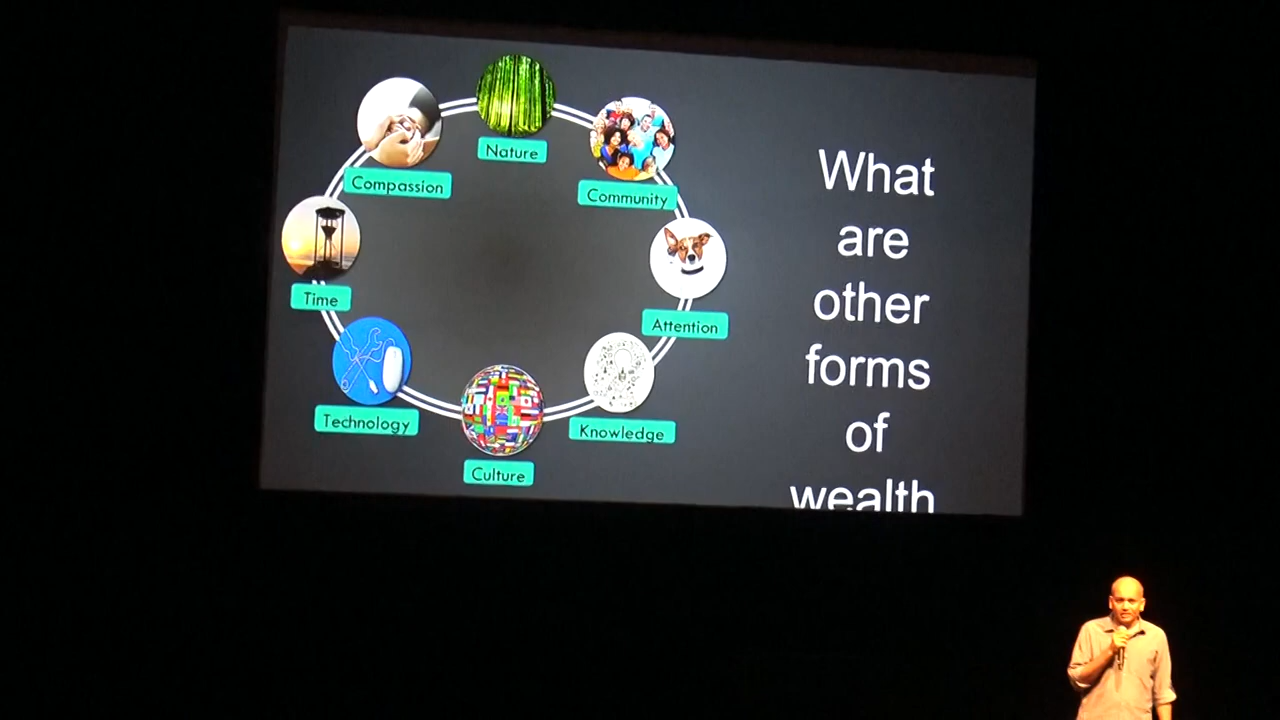 Nature
Compassion
Community
Time
Attention
Technology
Knowledge
Culture
What
are
other
forms
of
wealth